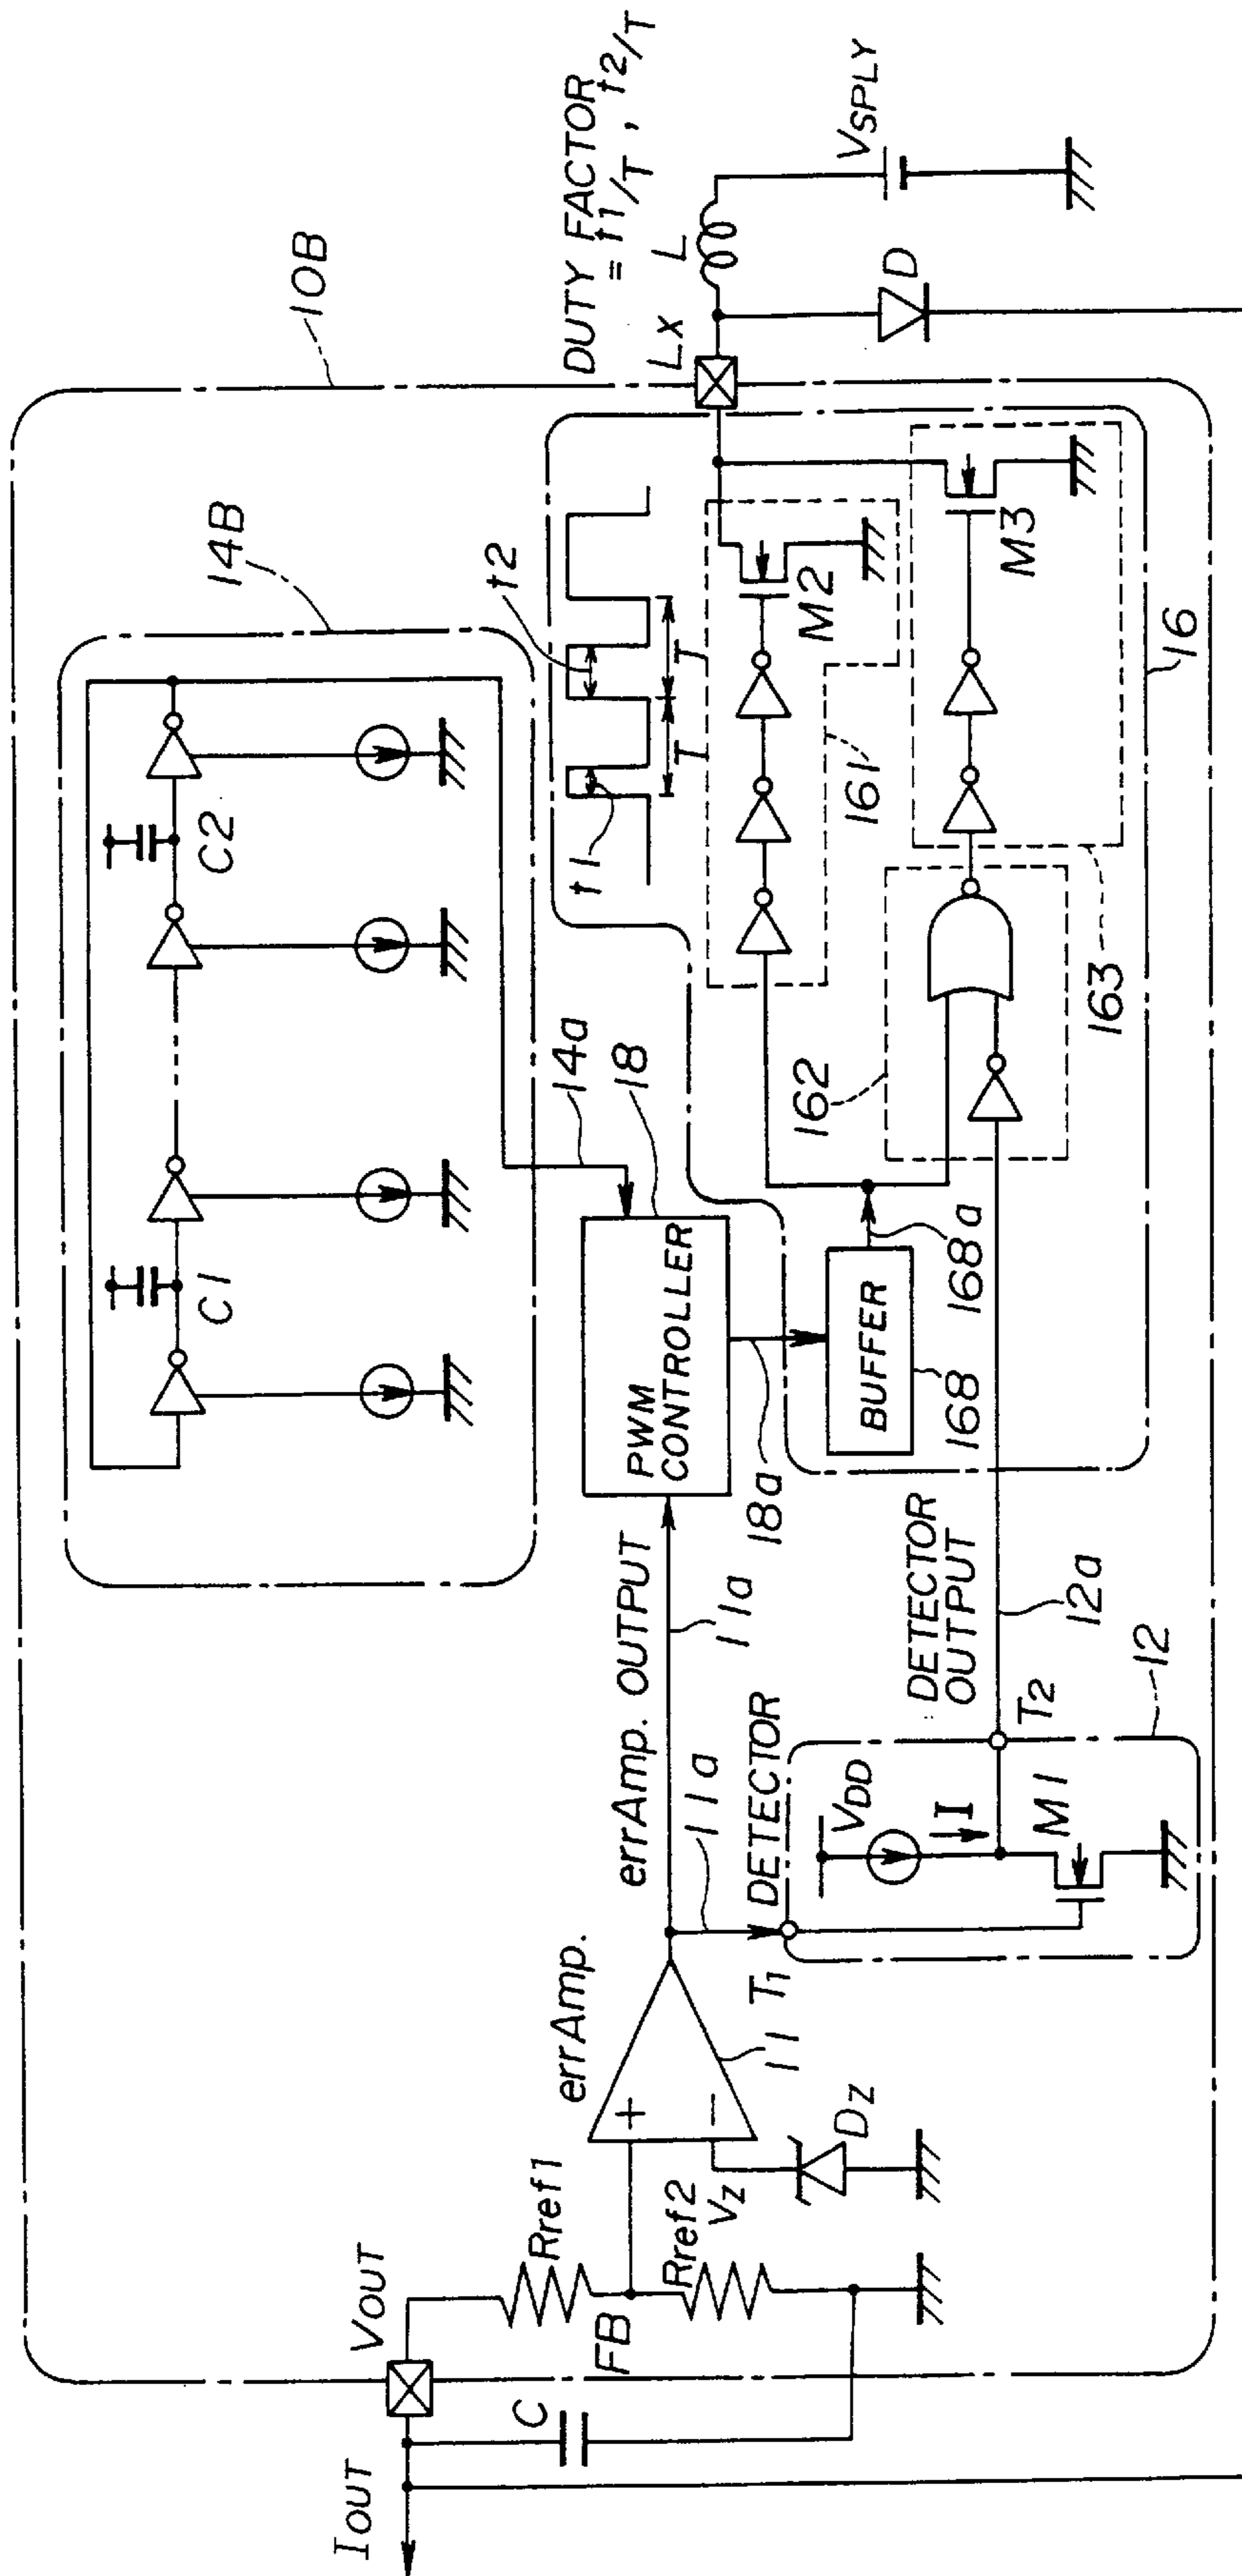 10B
14B
C1
C2
14a
18
PWM
CONTROLLER
18a
DUTY FACTOR
= t1/T, t2/T
t1
t2
T
T
Lx
L
VSPLY
D
161
M2
162
163
M3
16
BUFFER
168
168a
IOUT
VOUT
C
Rref1
FB
Rref2
Vz
Dz
errAmp.
+
−
11
errAmp. OUTPUT
11a
11a
T1
DETECTOR
VDD
I
M1
T2
12
DETECTOR
OUTPUT
12a